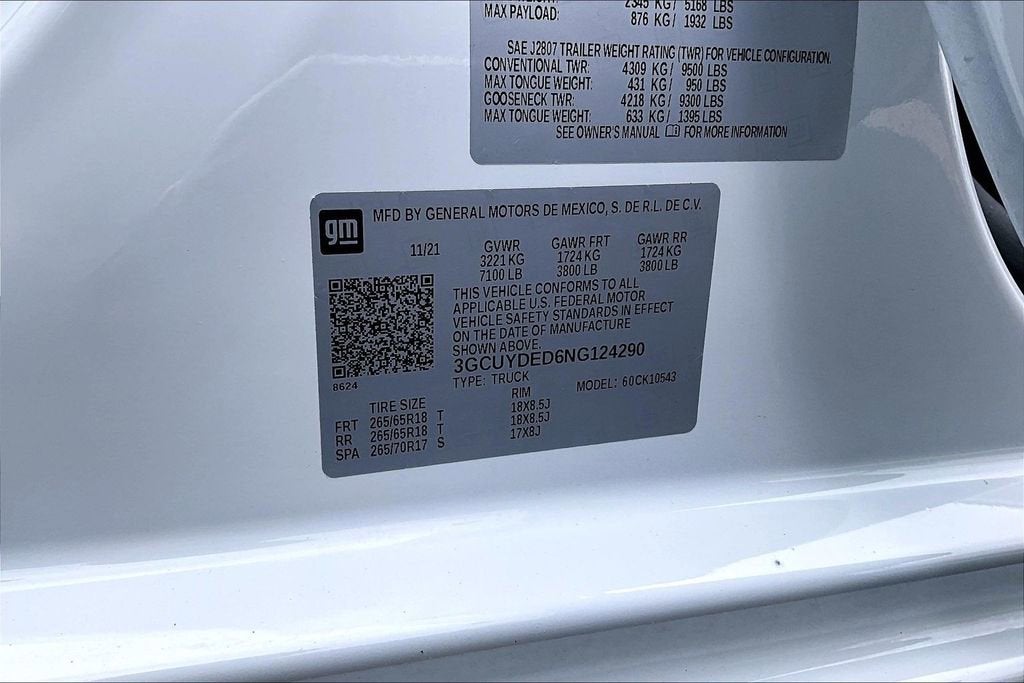 2345 KG/ 5168 LBS
MAX PAYLOAD: 876 KG/ 1932 LBS
SAE J2807 TRAILER WEIGHT RATING (TWR) FOR VEHICLE CONFIGURATION.
CONVENTIONAL TWR: 4309 KG/ 9500 LBS
MAX TONGUE WEIGHT: 431 KG/ 950 LBS
GOOSENECK TWR: 4218 KG/ 9300 LBS
MAX TONGUE WEIGHT: 633 KG/ 1395 LBS
SEE OWNER'S MANUAL FOR MORE INFORMATION
gm MFD BY GENERAL MOTORS DE MEXICO, S. DE R.L. DE C.V.
11/21 GVWR GAWR FRT GAWR RR
3221 KG 1724 KG 1724 KG
7100 LB 3800 LB 3800 LB
THIS VEHICLE CONFORMS TO ALL
APPLICABLE U.S. FEDERAL MOTOR
VEHICLE SAFETY STANDARDS IN EFFECT
ON THE DATE OF MANUFACTURE
SHOWN ABOVE.
3GCUYDED6NG124290
8624 TYPE: TRUCK MODEL: 60CK10543
TIRE SIZE RIM
FRT 265/65R18 T 18X8.5J
RR 265/65R18 T 18X8.5J
SPA 265/70R17 S 17X8J